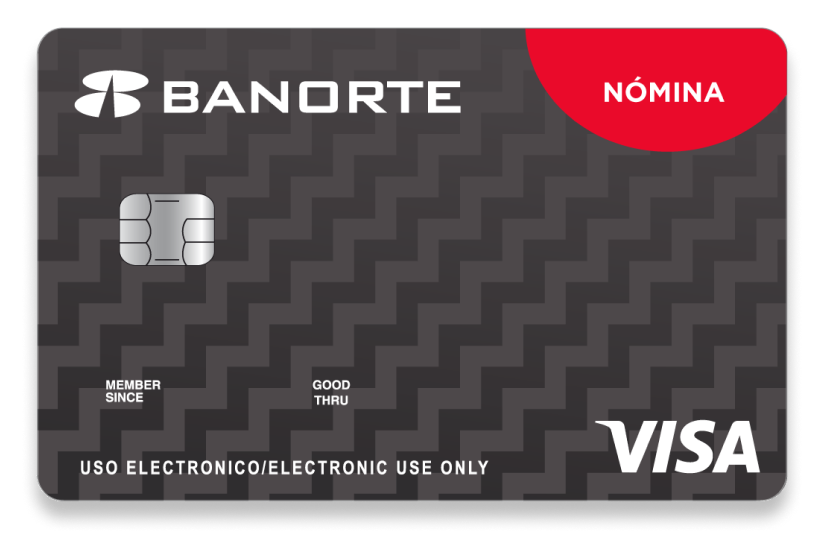 BANORTE
NÓMINA
MEMBER
SINCE
GOOD
THRU
VISA
USO ELECTRONICO/ELECTRONIC USE ONLY